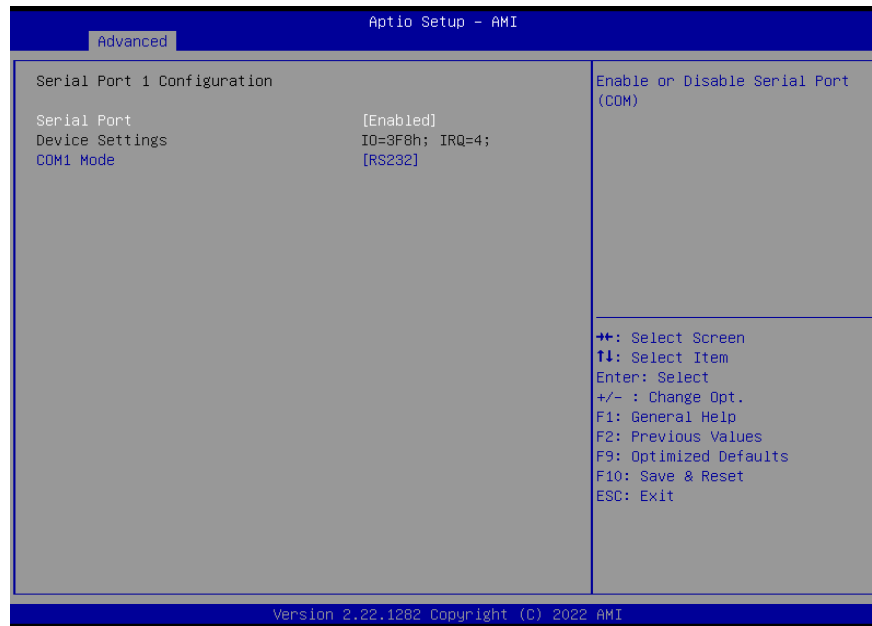 Aptio Setup – AMI
Advanced
Serial Port 1 Configuration
Serial Port [Enabled]
Device Settings IO=3F8h; IRQ=4;
COM1 Mode [RS232]
Enable or Disable Serial Port
(COM)
→←: Select Screen
↑↓: Select Item
Enter: Select
+/- : Change Opt.
F1: General Help
F2: Previous Values
F9: Optimized Defaults
F10: Save & Reset
ESC: Exit
Version 2.22.1282 Copyright (C) 2022 AMI